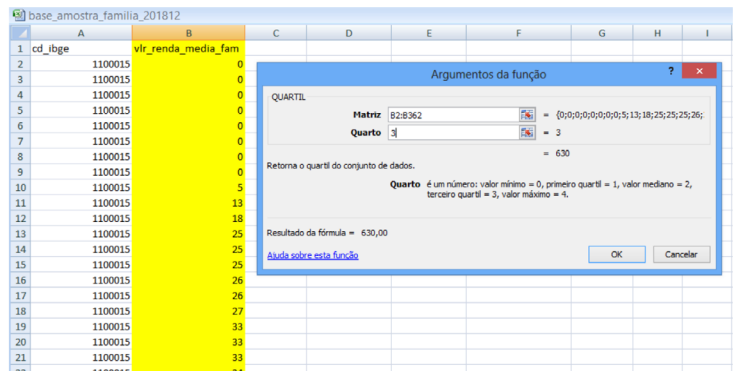 base_amostra_familia_201812
A B C D E F G H I
1 cd_ibge vlr_renda_media_fam
2 1100015 0
3 1100015 0
4 1100015 0
5 1100015 0
6 1100015 0
7 1100015 0
8 1100015 0
9 1100015 0
10 1100015 5
11 1100015 13
12 1100015 18
13 1100015 25
14 1100015 25
15 1100015 25
16 1100015 26
17 1100015 26
18 1100015 27
19 1100015 33
20 1100015 33
21 1100015 33
Argumentos da função ? ×
QUARTIL
Matriz B2:B362 = {0;0;0;0;0;0;0;0;5;13;18;25;25;25;26;
Quarto 3 = 3
= 630
Retorna o quartil do conjunto de dados.
Quarto é um número: valor mínimo = 0, primeiro quartil = 1, valor mediano = 2,
terceiro quartil = 3, valor máximo = 4.
Resultado da fórmula = 630,00
Ajuda sobre esta função OK Cancelar